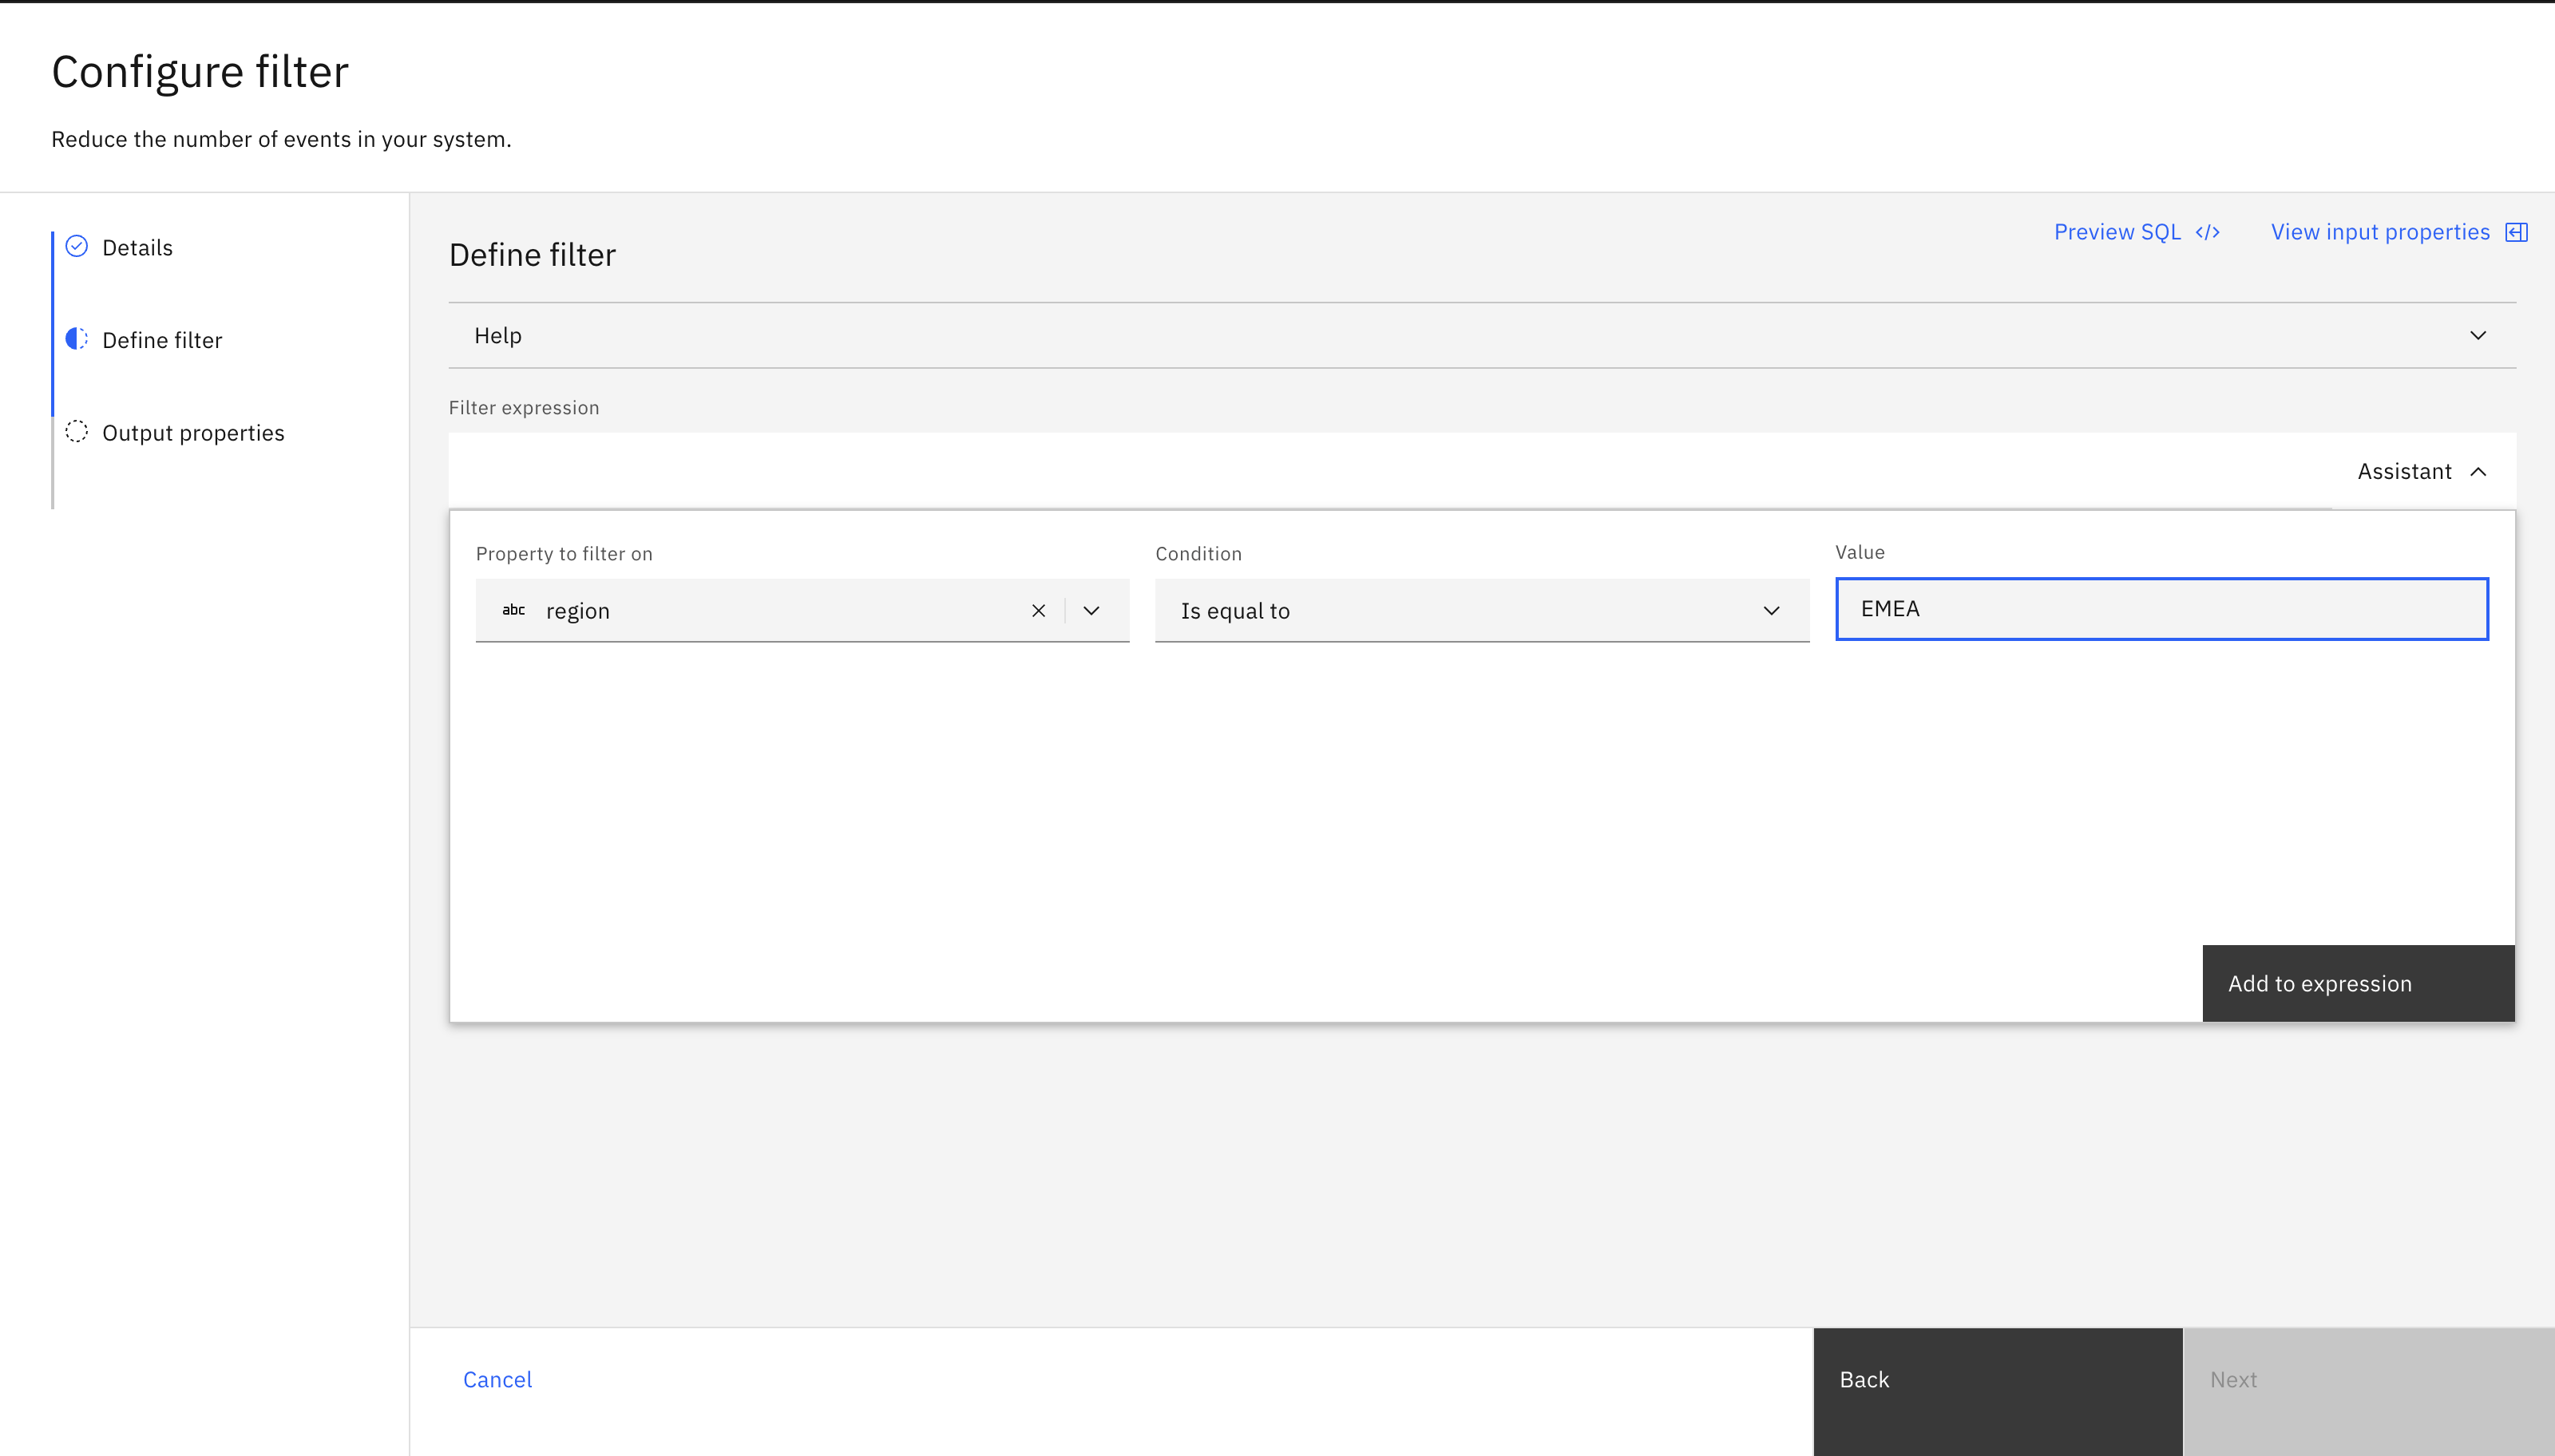 Configure filter
Reduce the number of events in your system.
Details
Define filter
Output properties
Define filter
Preview SQL </>
View input properties
Help
Filter expression
Assistant
Property to filter on
Condition
Value
abc region
Is equal to
EMEA
Add to expression
Cancel
Back
Next